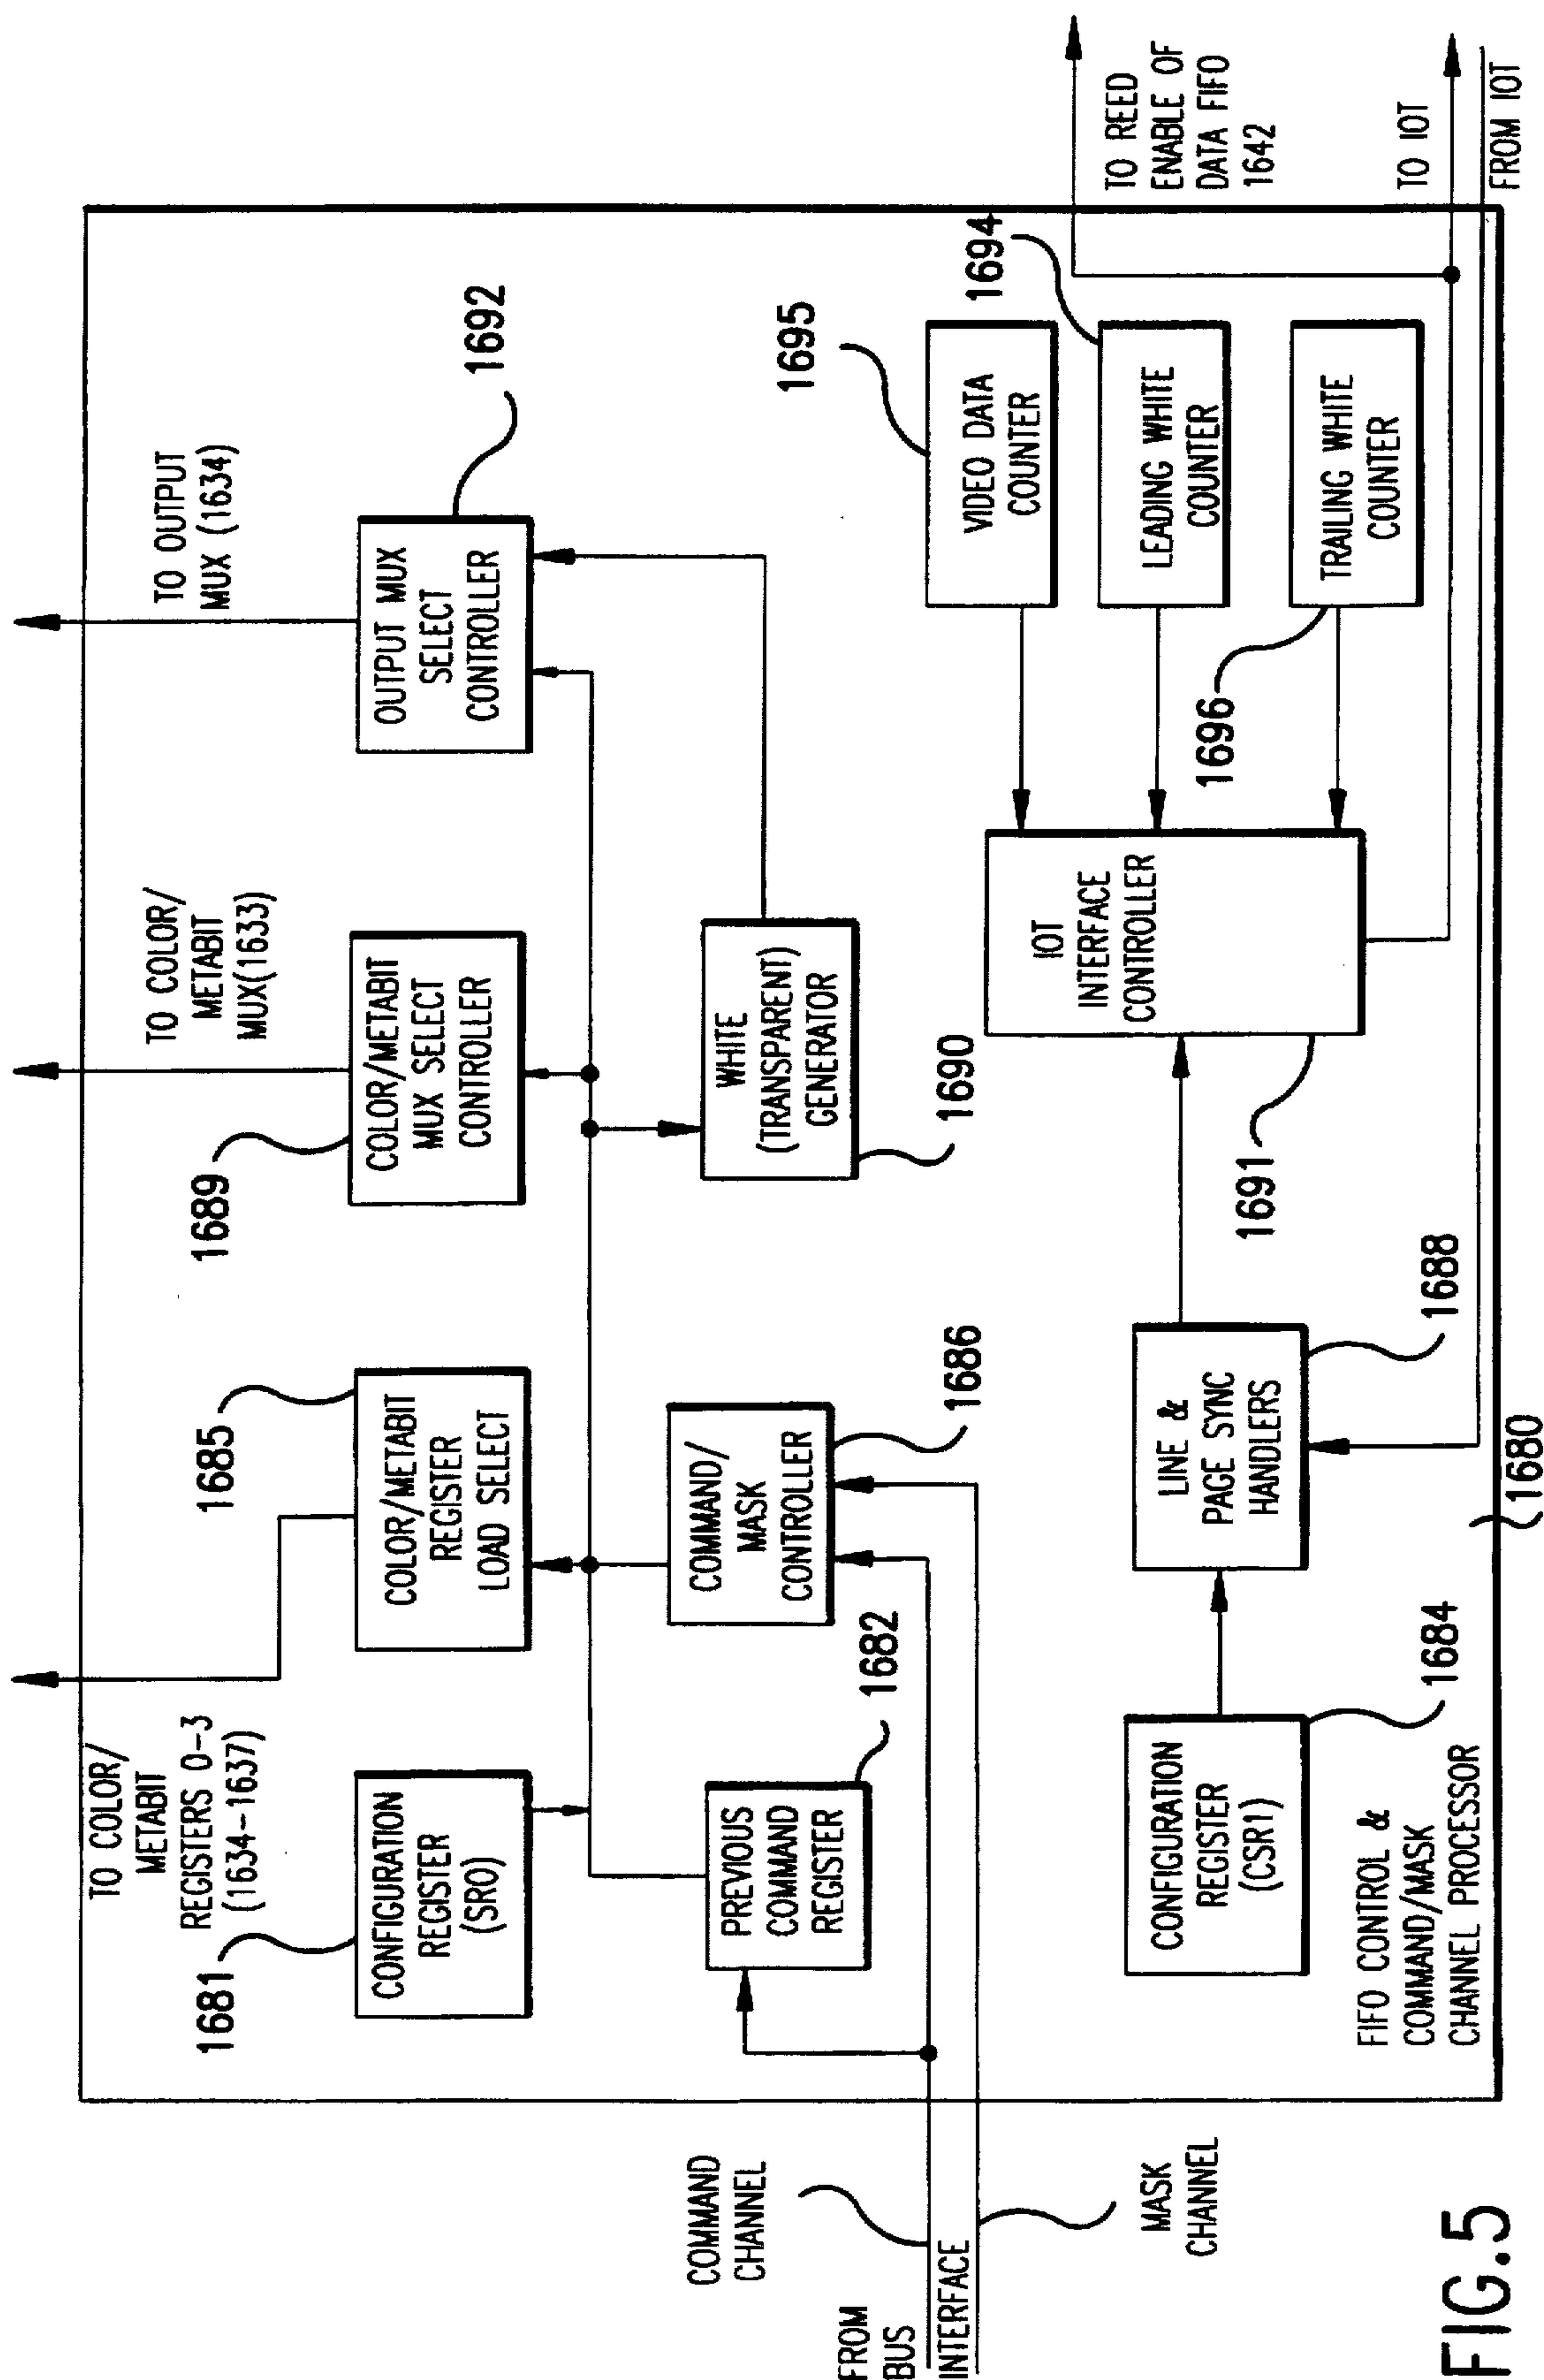 TO COLOR/
METABIT
REGISTERS 0-3
(1634-1637)
TO COLOR/
METABIT
MUX(1633)
TO OUTPUT
MUX (1634)
1681
CONFIGURATION
REGISTER
(SRO)
1685
COLOR/METABIT
REGISTER
LOAD SELECT
1689
COLOR/METABIT
MUX SELECT
CONTROLLER
OUTPUT MUX
SELECT
CONTROLLER
1692
PREVIOUS
COMMAND
REGISTER
1682
COMMAND/
MASK
CONTROLLER
1686
WHITE
(TRANSPARENT)
GENERATOR
1690
COMMAND
CHANNEL
FROM
BUS
INTERFACE
MASK
CHANNEL
1695
VIDEO DATA
COUNTER
1694
LEADING WHITE
COUNTER
1696
TRAILING WHITE
COUNTER
IOT
INTERFACE
CONTROLLER
1691
LINE &
PAGE SYNC
HANDLERS
1688
CONFIGURATION
REGISTER
(CSR1)
1684
FIFO CONTROL &
COMMAND/MASK
CHANNEL PROCESSOR
1680
TO REED
ENABLE OF
DATA FIFO
1642
TO IOT
FROM IOT
FIG.5